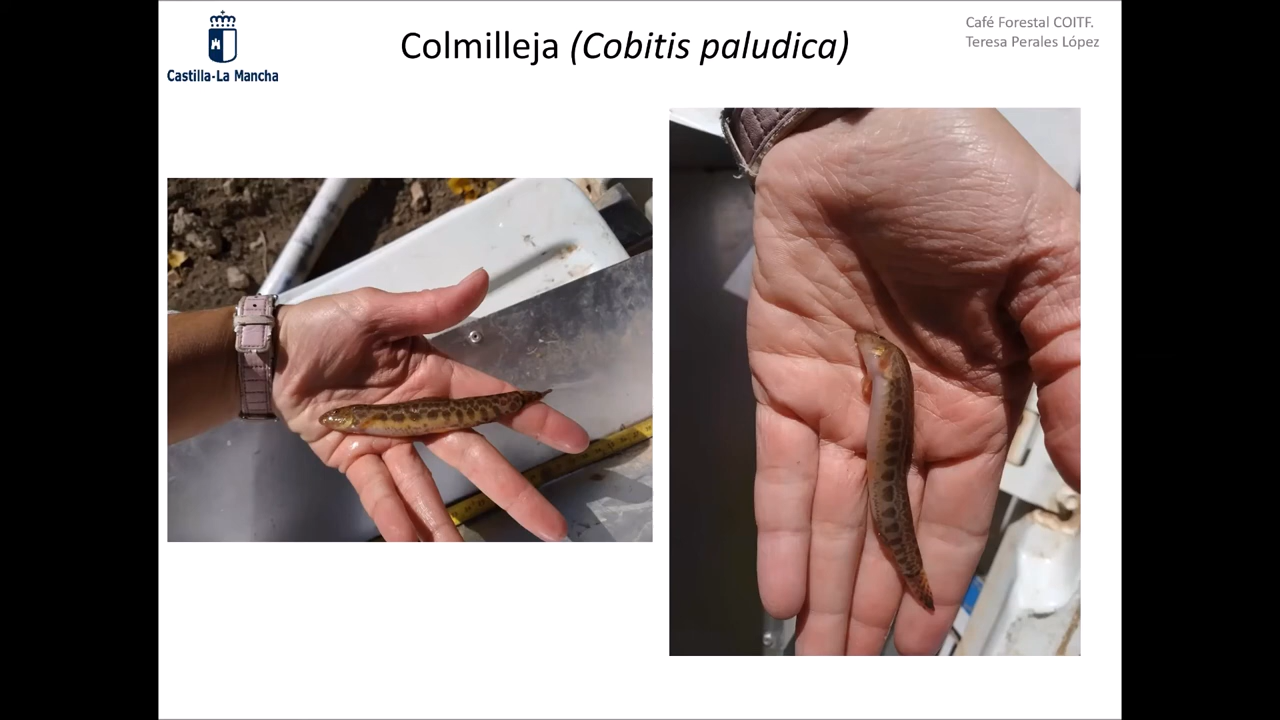 Castilla-La Mancha
Colmilleja (Cobitis paludica)
Café Forestal COITF.
Teresa Perales López